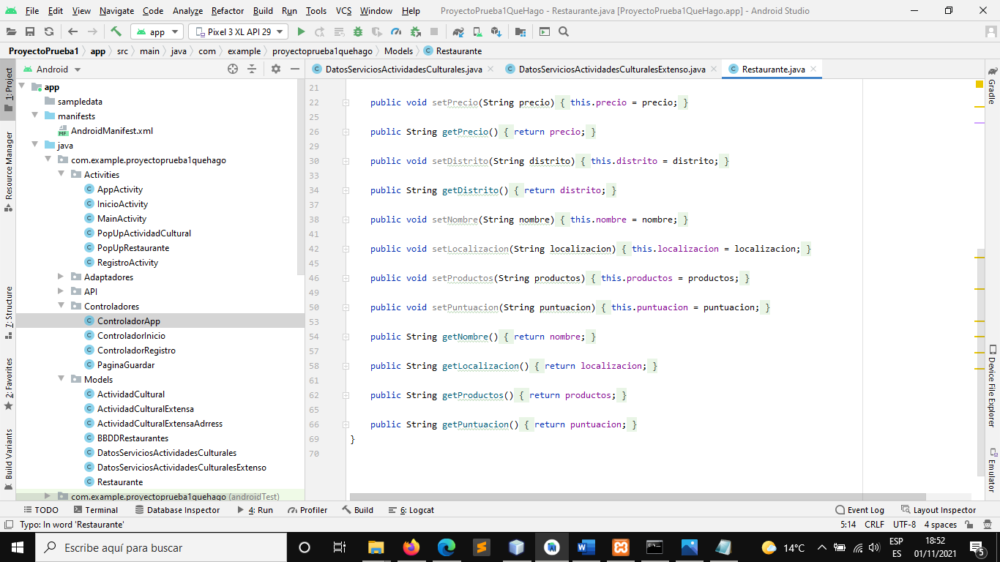 File Edit View Navigate Code Analyze Refactor Build Run Tools VCS Window Help ProyectoPrueba1QueHago - Restaurante.java [ProyectoPrueba1QueHago.app] - Android Studio
app Pixel 3 XL API 29
ProyectoPrueba1 app src main java com example proyectoprueba1quehago Models Restaurante
Android
DatosServiciosActividadesCulturales.java DatosServiciosActividadesCulturalesExtenso.java Restaurante.java
1: Project
Resource Manager
7: Structure
2: Favorites
Build Variants
app
sampledata
manifests
AndroidManifest.xml
java
com.example.proyectoprueba1quehago
Activities
AppActivity
InicioActivity
MainActivity
PopUpActividadCultural
PopUpRestaurante
RegistroActivity
Adaptadores
API
Controladores
ControladorApp
ControladorInicio
ControladorRegistro
PaginaGuardar
Models
ActividadCultural
ActividadCulturalExtensa
ActividadCulturalExtensaAdrress
BBDDRestaurantes
DatosServiciosActividadesCulturales
DatosServiciosActividadesCulturalesExtenso
Restaurante
com.example.proyectoprueba1quehago (androidTest)
21
22 public void setPrecio(String precio) { this.precio = precio; }
25
26 public String getPrecio() { return precio; }
29
30 public void setDistrito(String distrito) { this.distrito = distrito; }
33
34 public String getDistrito() { return distrito; }
37
38 public void setNombre(String nombre) { this.nombre = nombre; }
41
42 public void setLocalizacion(String localizacion) { this.localizacion = localizacion; }
45
46 public void setProductos(String productos) { this.productos = productos; }
49
50 public void setPuntuacion(String puntuacion) { this.puntuacion = puntuacion; }
53
54 public String getNombre() { return nombre; }
57
58 public String getLocalizacion() { return localizacion; }
61
62 public String getProductos() { return productos; }
65
66 public String getPuntuacion() { return puntuacion; }
69 }
70
Gradle
Device File Explorer
Emulator
TODO Terminal Database Inspector 4: Run Profiler Build 6: Logcat Event Log Layout Inspector
Typo: In word 'Restaurante' 5:14 CRLF UTF-8 4 spaces
Escribe aquí para buscar 14°C ESP ES 18:52 01/11/2021 5